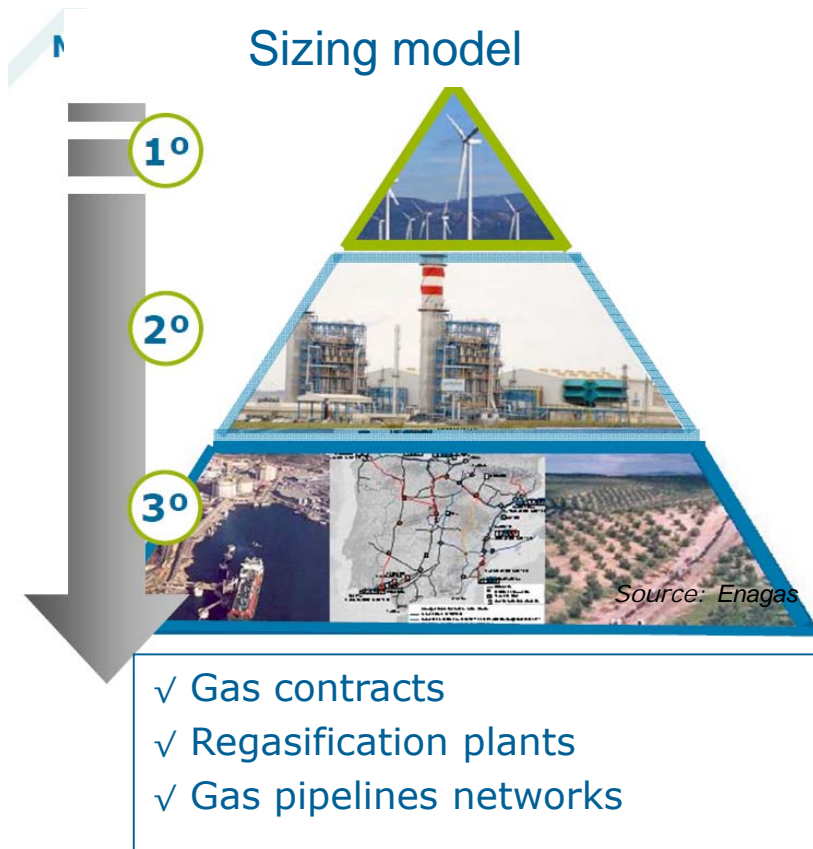 Sizing model
1º
2º
3º
Source: Enagas
√ Gas contracts
√ Regasification plants
√ Gas pipelines networks